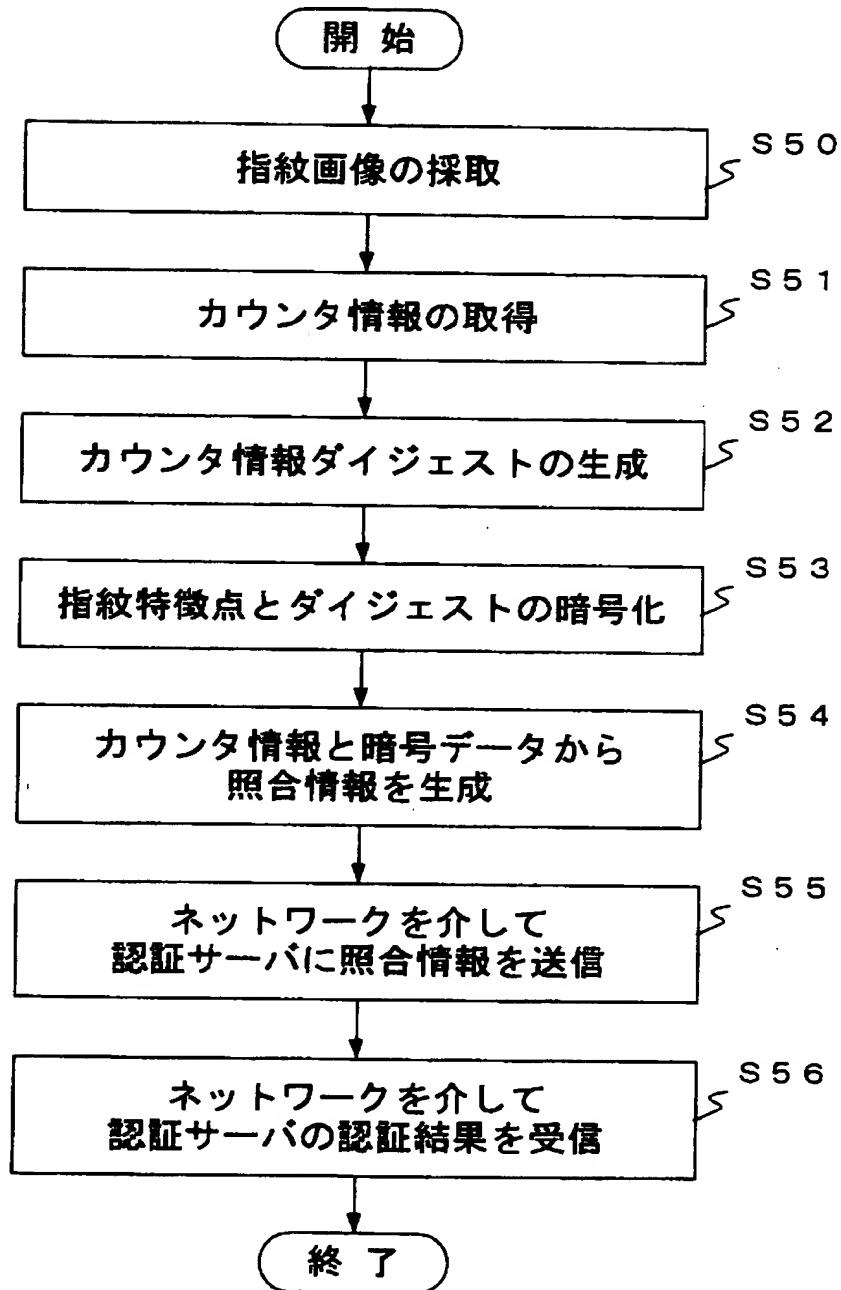 開 始
指紋画像の採取
S50
カウンタ情報の取得
S51
カウンタ情報ダイジェストの生成
S52
指紋特徴点とダイジェストの暗号化
S53
カウンタ情報と暗号データから
照合情報を生成
S54
ネットワークを介して
認証サーバに照合情報を送信
S55
ネットワークを介して
認証サーバの認証結果を受信
S56
終 了